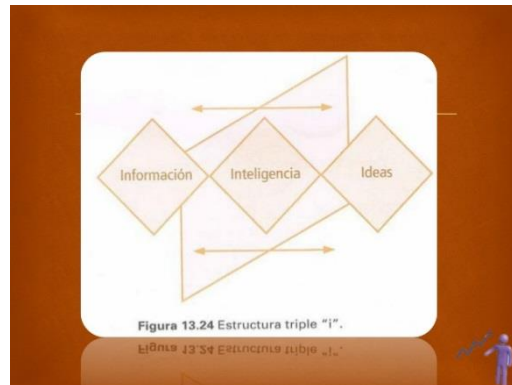 Información
Inteligencia
Ideas
Figura 13.24 Estructura triple "i".